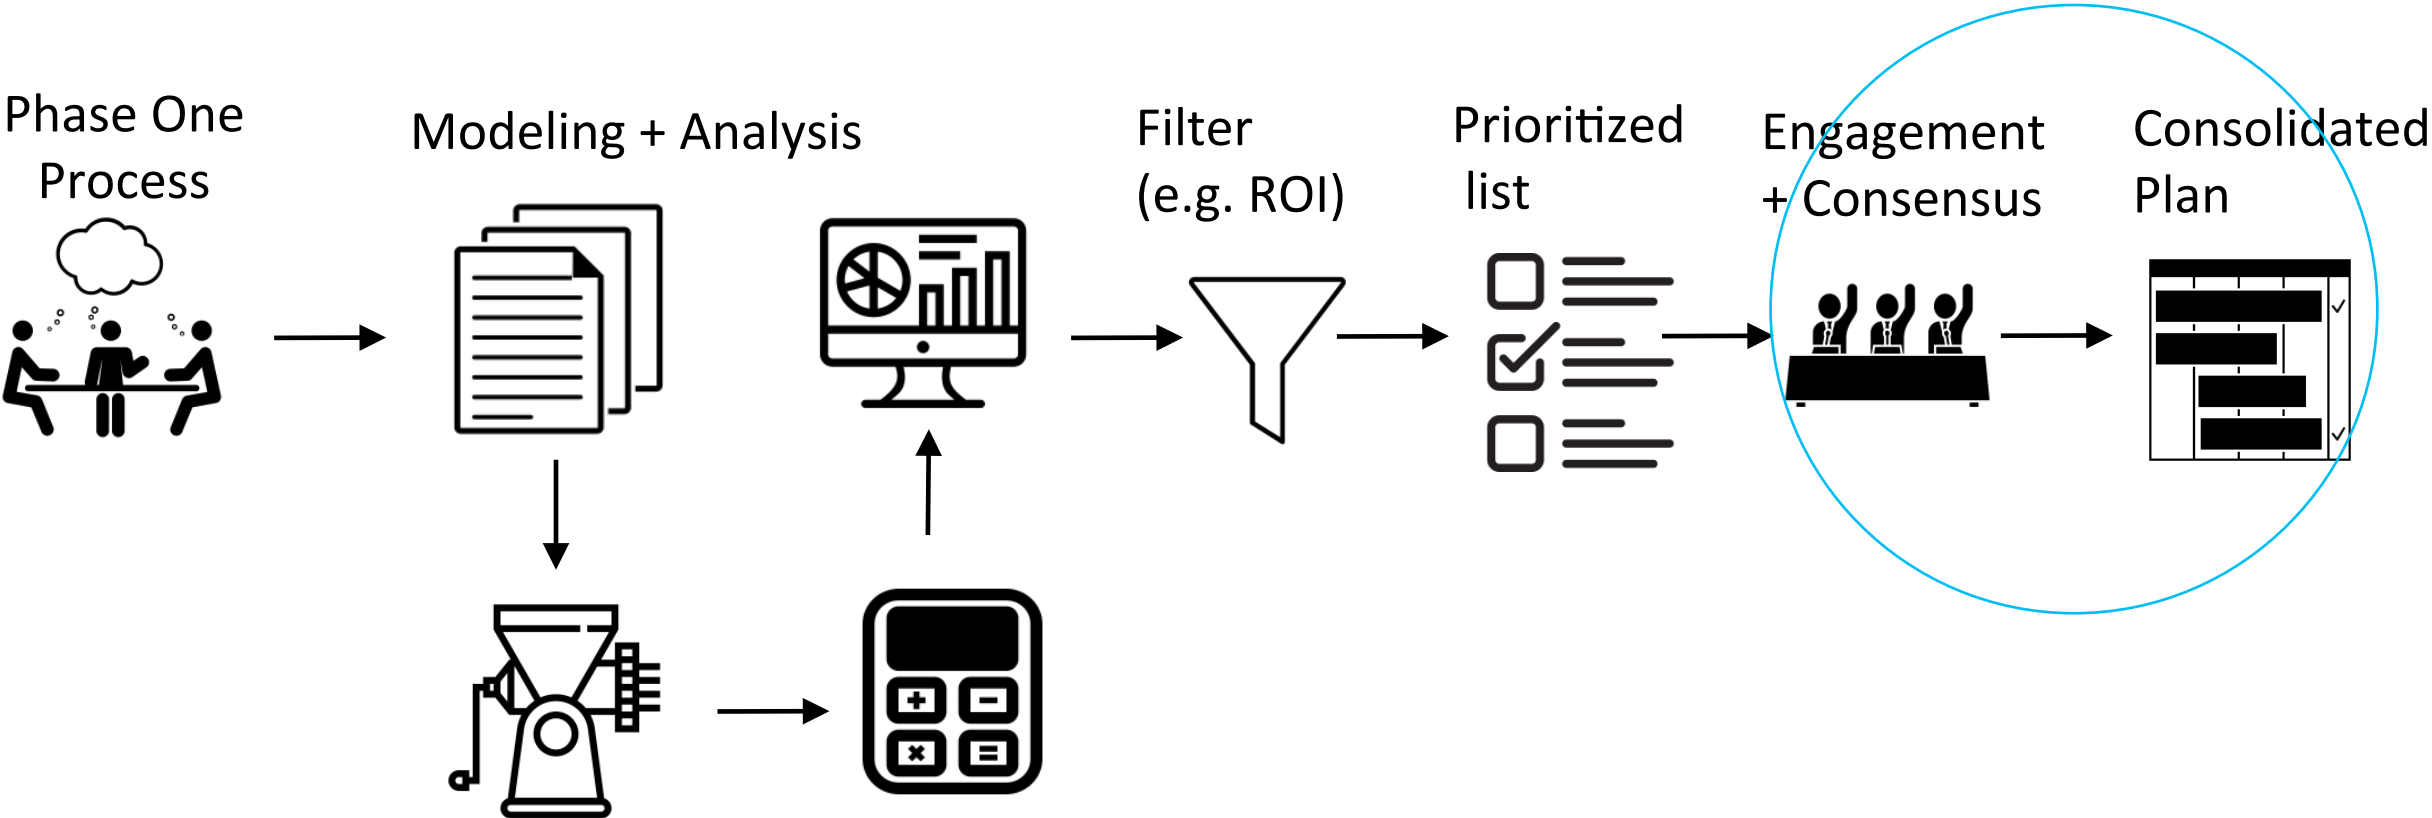 Phase One
Process
Modeling + Analysis
Filter
(e.g. ROI)
Prioritized
list
Engagement
+ Consensus
Consolidated
Plan